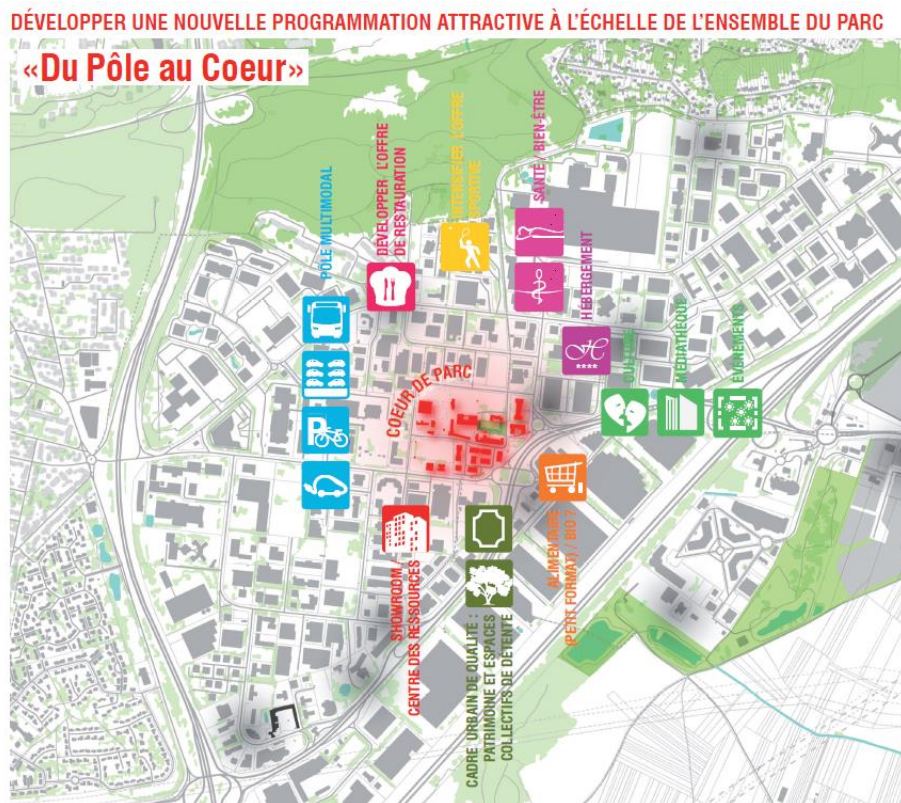 DÉVELOPPER UNE NOUVELLE PROGRAMMATION ATTRACTIVE À L'ÉCHELLE DE L'ENSEMBLE DU PARC
«Du Pôle au Coeur»
PÔLE MULTIMODAL
DÉVELOPPER L'OFFRE
DE RESTAURATION
INTENSIFIER L'OFFRE
SPORTIVE
SANTÉ / BIEN-ÊTRE
HÉBERGEMENT
CULTURE
MÉDIATHÈQUE
ÉVÈNEMENTS
COEUR DE PARC
P
H
SHOWROOM /
CENTRE DES RESSOURCES
CADRE URBAIN DE QUALITÉ :
PATRIMOINE ET ESPACES
COLLECTIFS DE DÉTENTE
ALIMENTAIRE
(PETIT FORMAT) / BIO ?